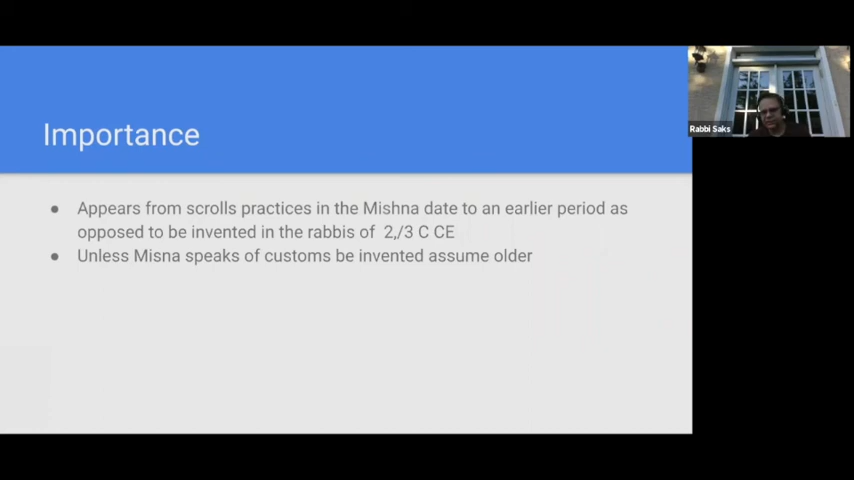 Importance
Rabbi Saks
● Appears from scrolls practices in the Mishna date to an earlier period as
opposed to be invented in the rabbis of 2,/3 C CE
● Unless Misna speaks of customs be invented assume older